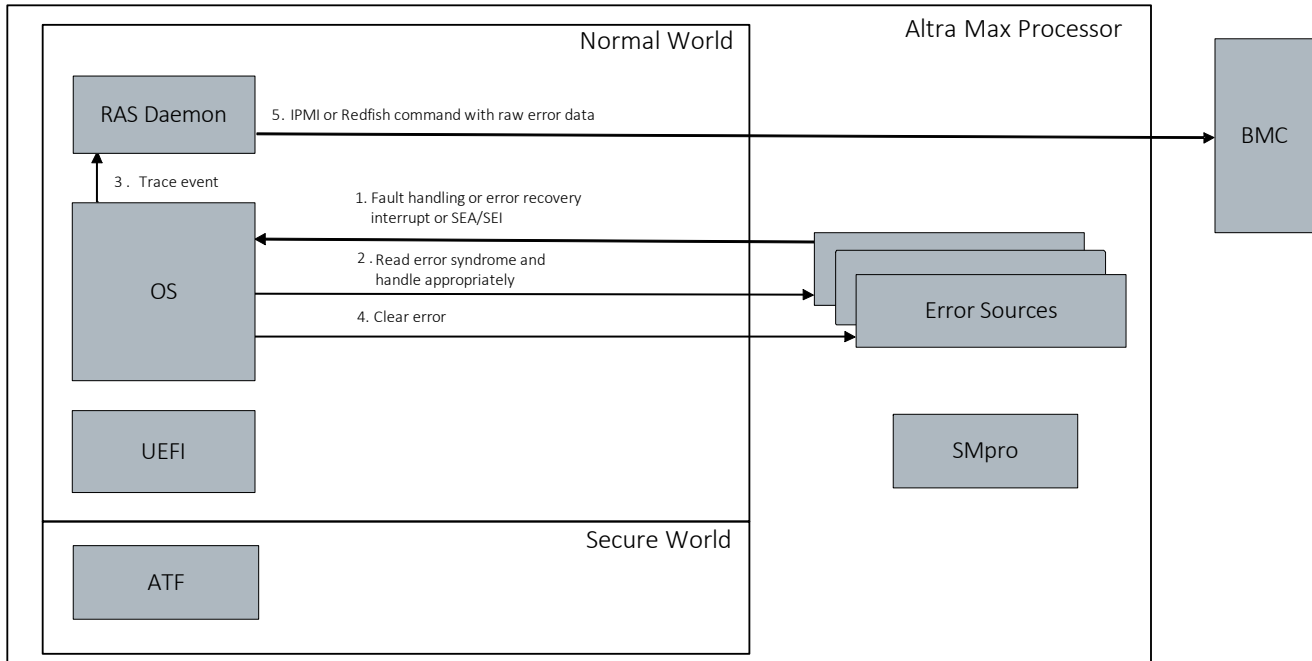 Normal World
Altra Max Processor
RAS Daemon
5. IPMI or Redfish command with raw error data
BMC
3 . Trace event
1. Fault handling or error recovery
interrupt or SEA/SEI
2 . Read error syndrome and
handle appropriately
OS
4. Clear error
Error Sources
UEFI
SMpro
Secure World
ATF